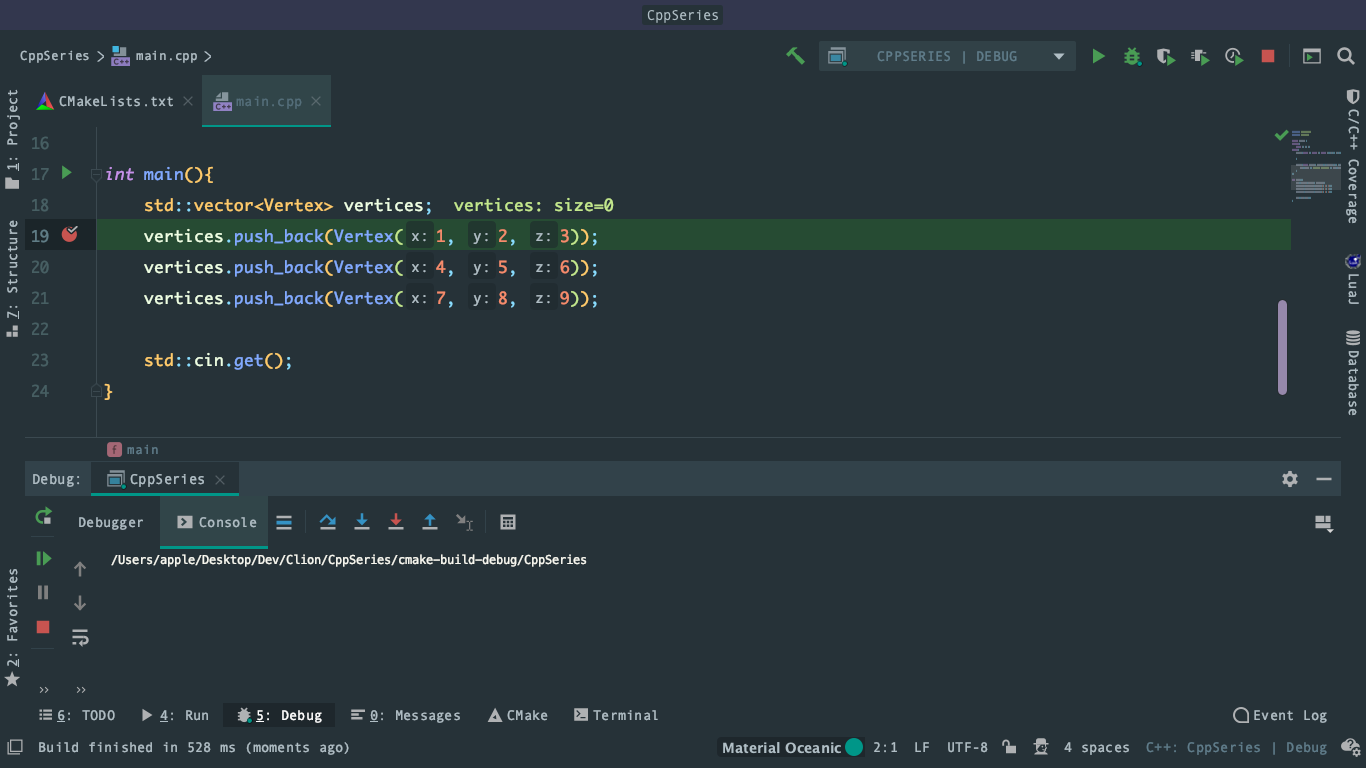 CppSeries
CppSeries > main.cpp >
CPPSERIES | DEBUG
CMakeLists.txt
main.cpp
1: Project
Z: Structure
2: Favorites
C/C++ Coverage
LuaJ
Database
16
17 int main(){
18 std::vector<Vertex> vertices; vertices: size=0
19 vertices.push_back(Vertex( x: 1, y: 2, z: 3));
20 vertices.push_back(Vertex( x: 4, y: 5, z: 6));
21 vertices.push_back(Vertex( x: 7, y: 8, z: 9));
22
23 std::cin.get();
24 }
f main
Debug: CppSeries
Debugger Console
/Users/apple/Desktop/Dev/Clion/CppSeries/cmake-build-debug/CppSeries
6: TODO 4: Run 5: Debug 0: Messages CMake Terminal Event Log
Build finished in 528 ms (moments ago) Material Oceanic 2:1 LF UTF-8 4 spaces C++: CppSeries | Debug